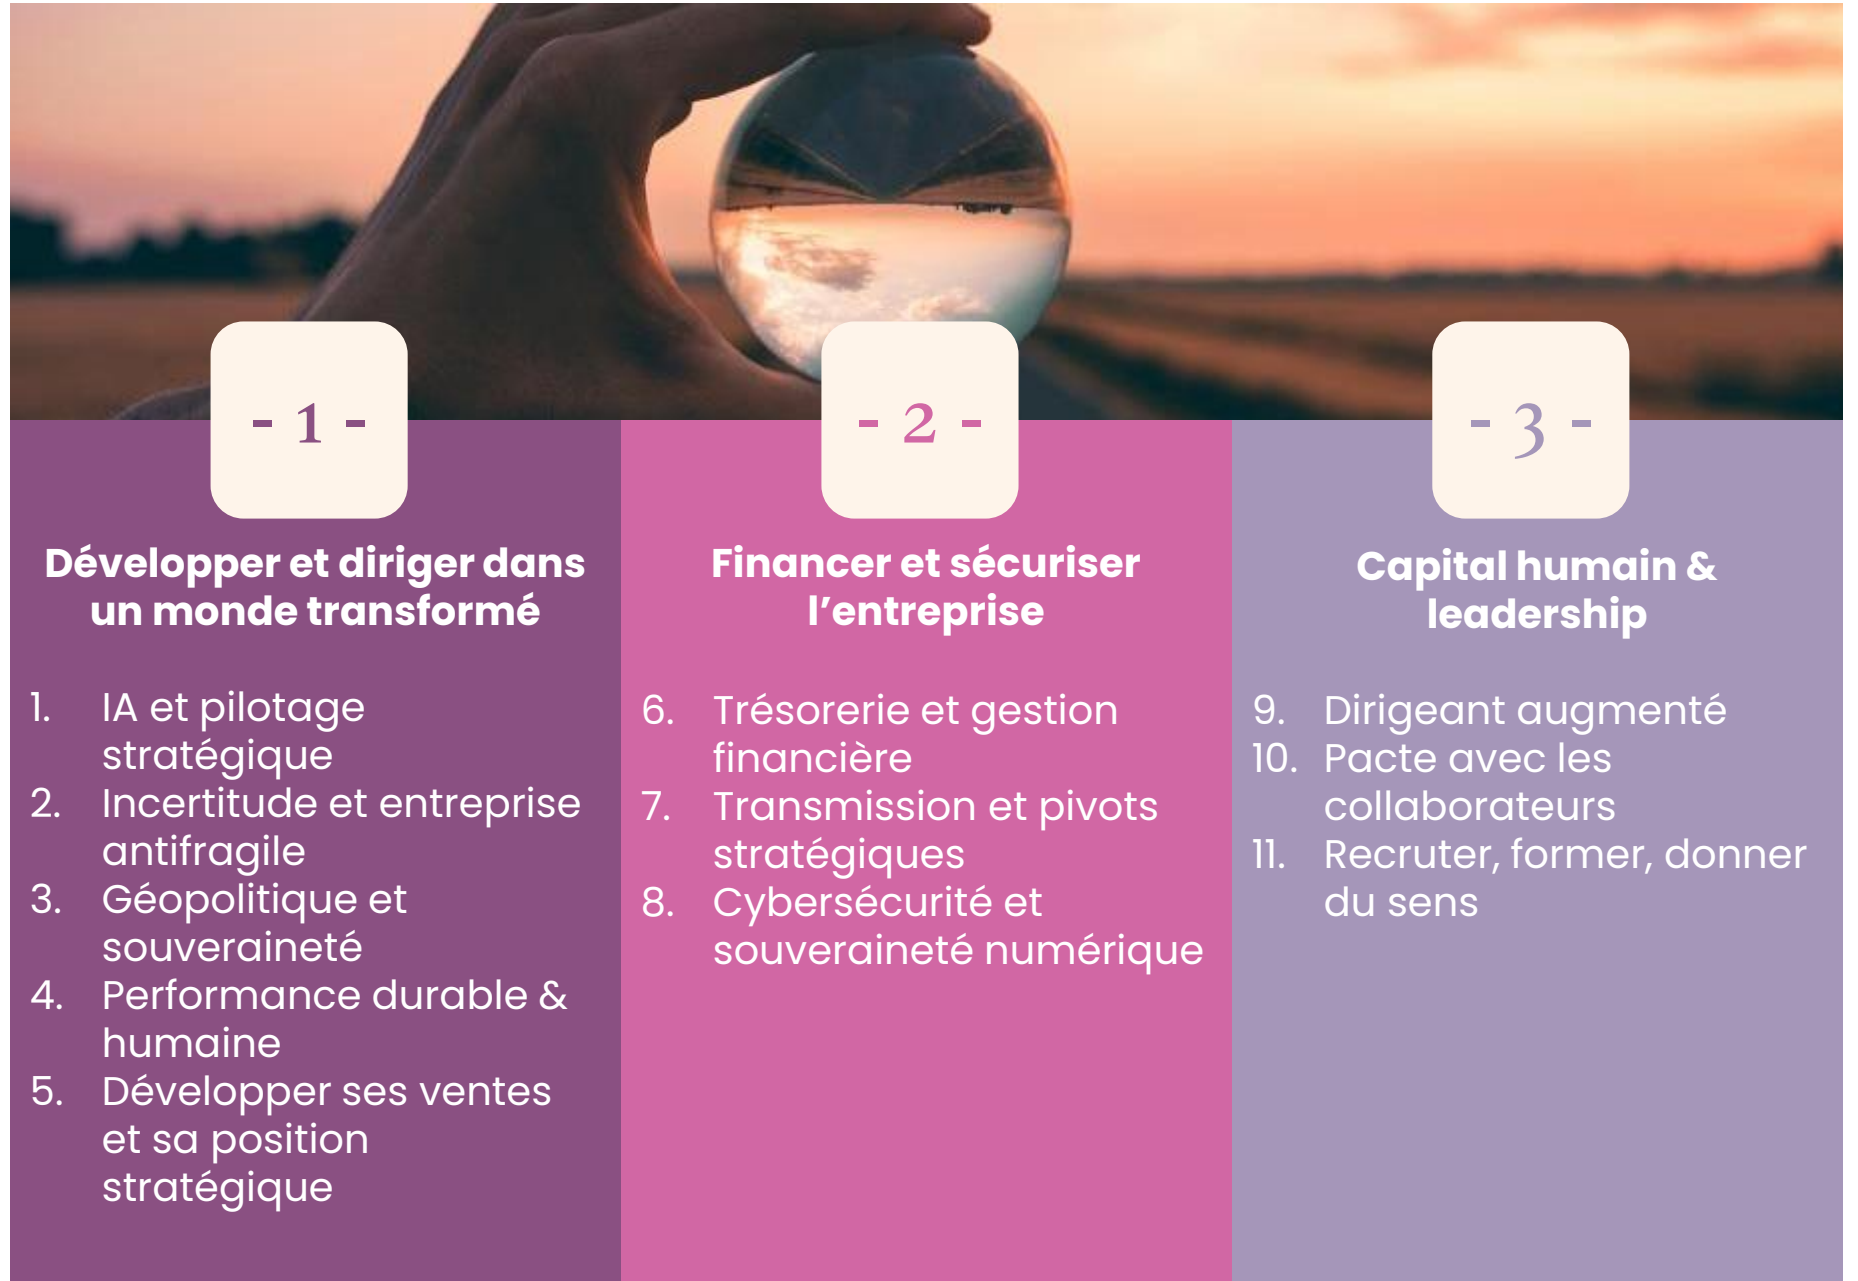 - 1 -
Développer et diriger dans
un monde transformé
1. IA et pilotage
stratégique
2. Incertitude et entreprise
antifragile
3. Géopolitique et
souveraineté
4. Performance durable &
humaine
5. Développer ses ventes
et sa position
stratégique
- 2 -
Financer et sécuriser
l’entreprise
6. Trésorerie et gestion
financière
7. Transmission et pivots
stratégiques
8. Cybersécurité et
souveraineté numérique
- 3 -
Capital humain &
leadership
9. Dirigeant augmenté
10. Pacte avec les
collaborateurs
11. Recruter, former, donner
du sens